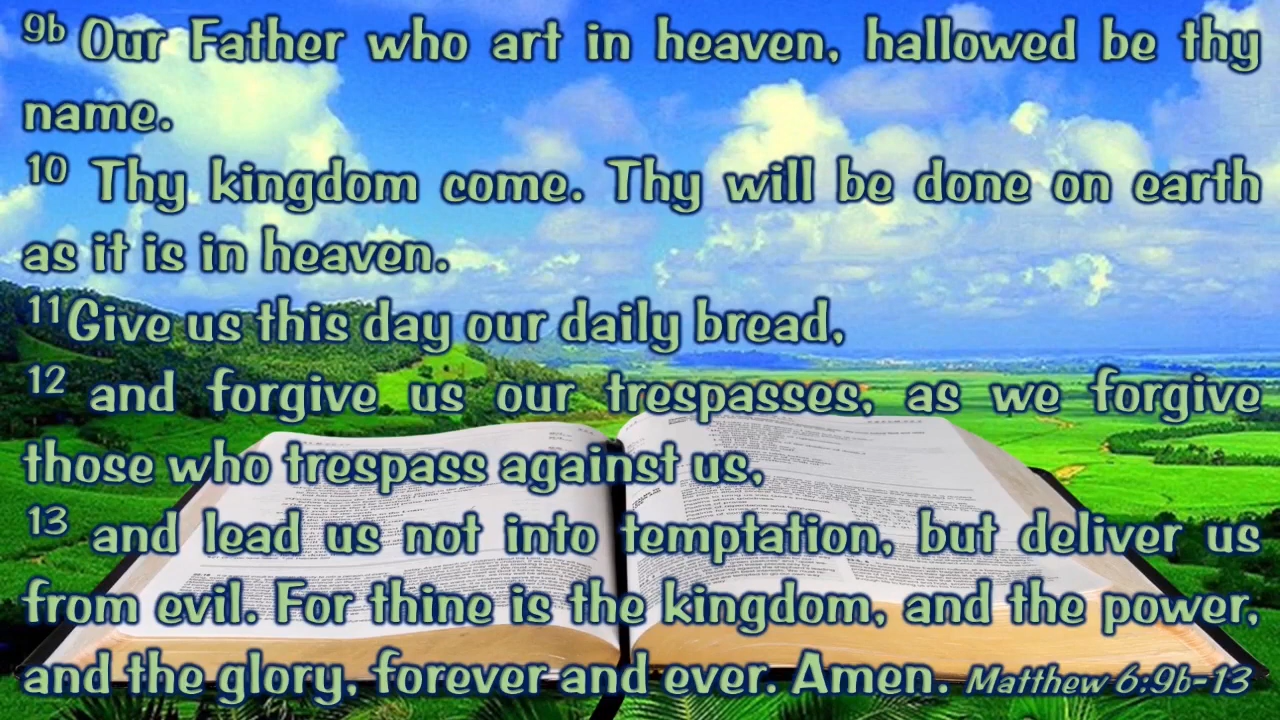 9b Our Father who art in heaven, hallowed be thy
name.
10 Thy kingdom come. Thy will be done on earth
as it is in heaven.
11Give us this day our daily bread,
12 and forgive us our trespasses, as we forgive
those who trespass against us,
13 and lead us not into temptation, but deliver us
from evil. For thine is the kingdom, and the power,
and the glory, forever and ever. Amen. Matthew 6:9b-13